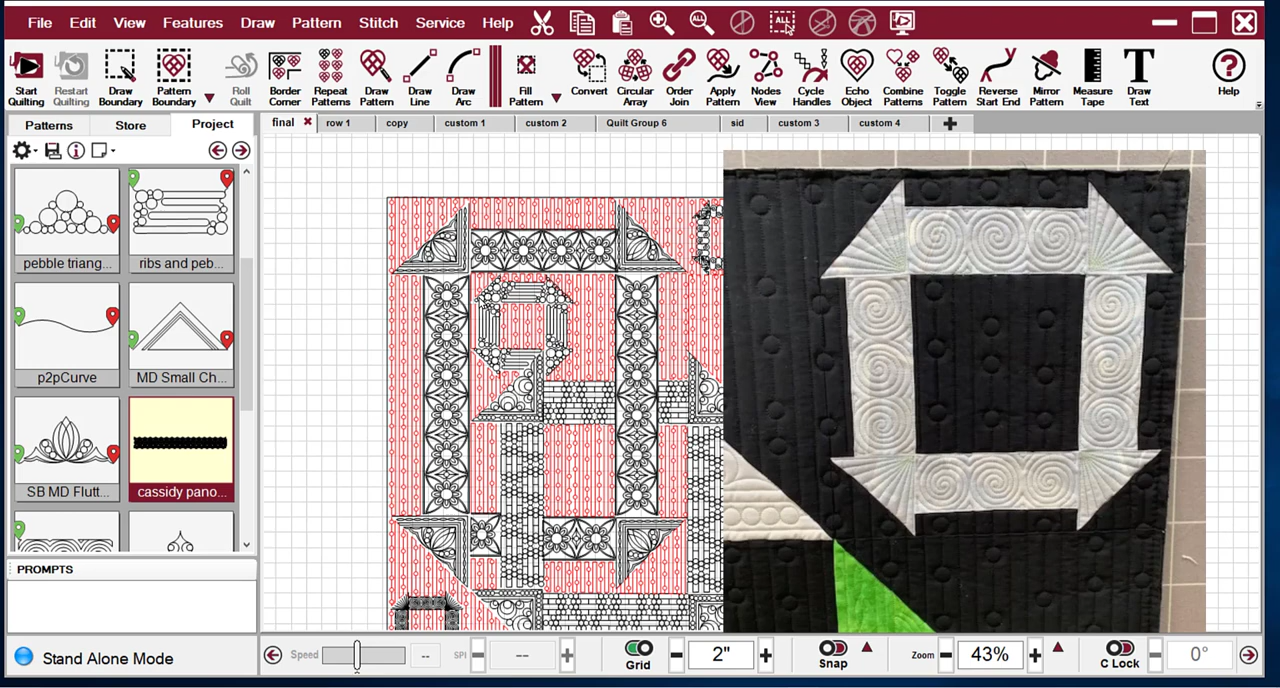 File Edit View Features Draw Pattern Stitch Service Help ALL ALL
Start Quilting Restart Quilting Draw Boundary Pattern Boundary Roll Quilt Border Corner Repeat Patterns Draw Pattern Draw Line Draw Arc Fill Pattern Convert Circular Array Order Join Apply Pattern Nodes View Cycle Handles Echo Object Combine Patterns Toggle Pattern Reverse Start End Mirror Pattern Measure Tape T Draw Text ? Help
Patterns Store Project
final row 1 copy custom 1 custom 2 Quilt Group 6 sid custom 3 custom 4
pebble triang... ribs and peb...
p2pCurve MD Small Ch...
SB MD Flutt... cassidy pano...
PROMPTS
Stand Alone Mode
Speed -- SPI -- Grid 2" Snap Zoom 43% C Lock 0°